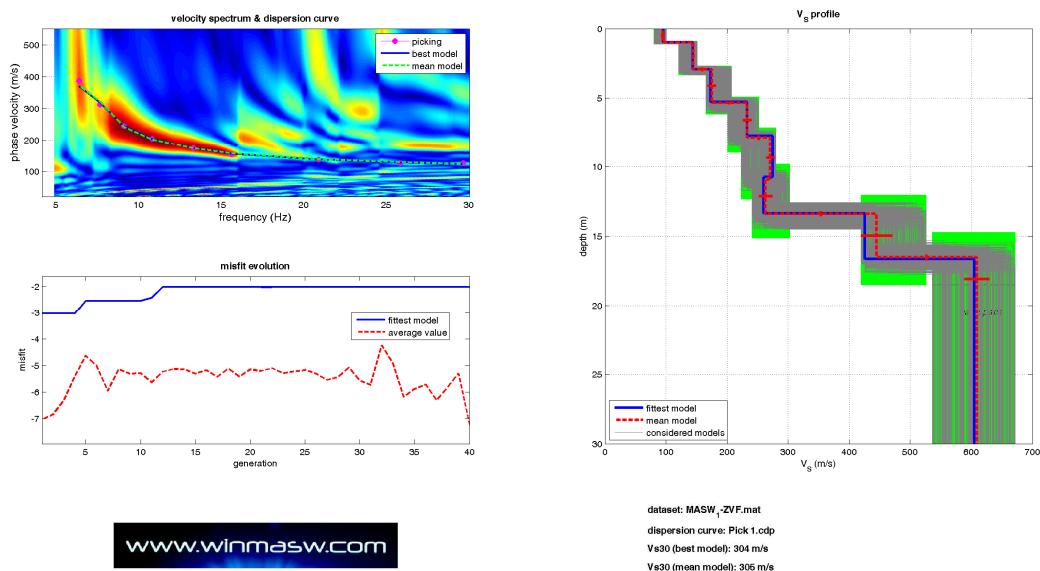 velocity spectrum & dispersion curve
500
400
300
200
100
phase velocity (m/s)
picking
best model
mean model
5
10
15
20
25
30
frequency (Hz)
misfit evolution
-2
-3
-4
-5
-6
-7
misfit
fittest model
average value
5
10
15
20
25
30
35
40
generation
www.winmasw.com
VS profile
0
5
10
15
20
25
30
depth (m)
fittest model
mean model
considered models
0
100
200
300
400
500
600
700
VS (m/s)
dataset: MASW1-ZVF.mat
dispersion curve: Pick 1.cdp
Vs30 (best model): 304 m/s
Vs30 (mean model): 306 m/s